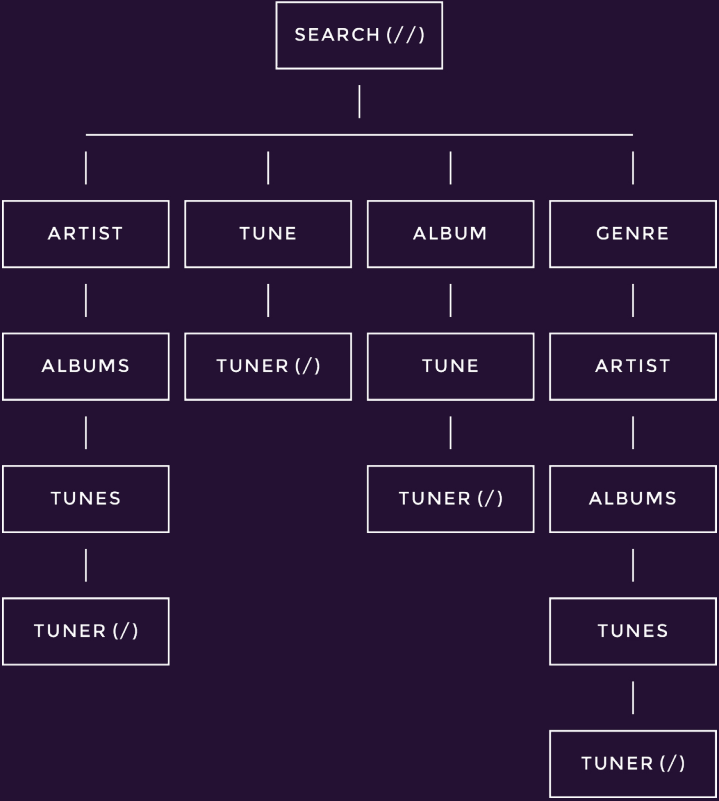 SEARCH (//)
ARTIST
TUNE
ALBUM
GENRE
ALBUMS
TUNER (/)
TUNE
ARTIST
TUNES
TUNER (/)
ALBUMS
TUNER (/)
TUNES
TUNER (/)